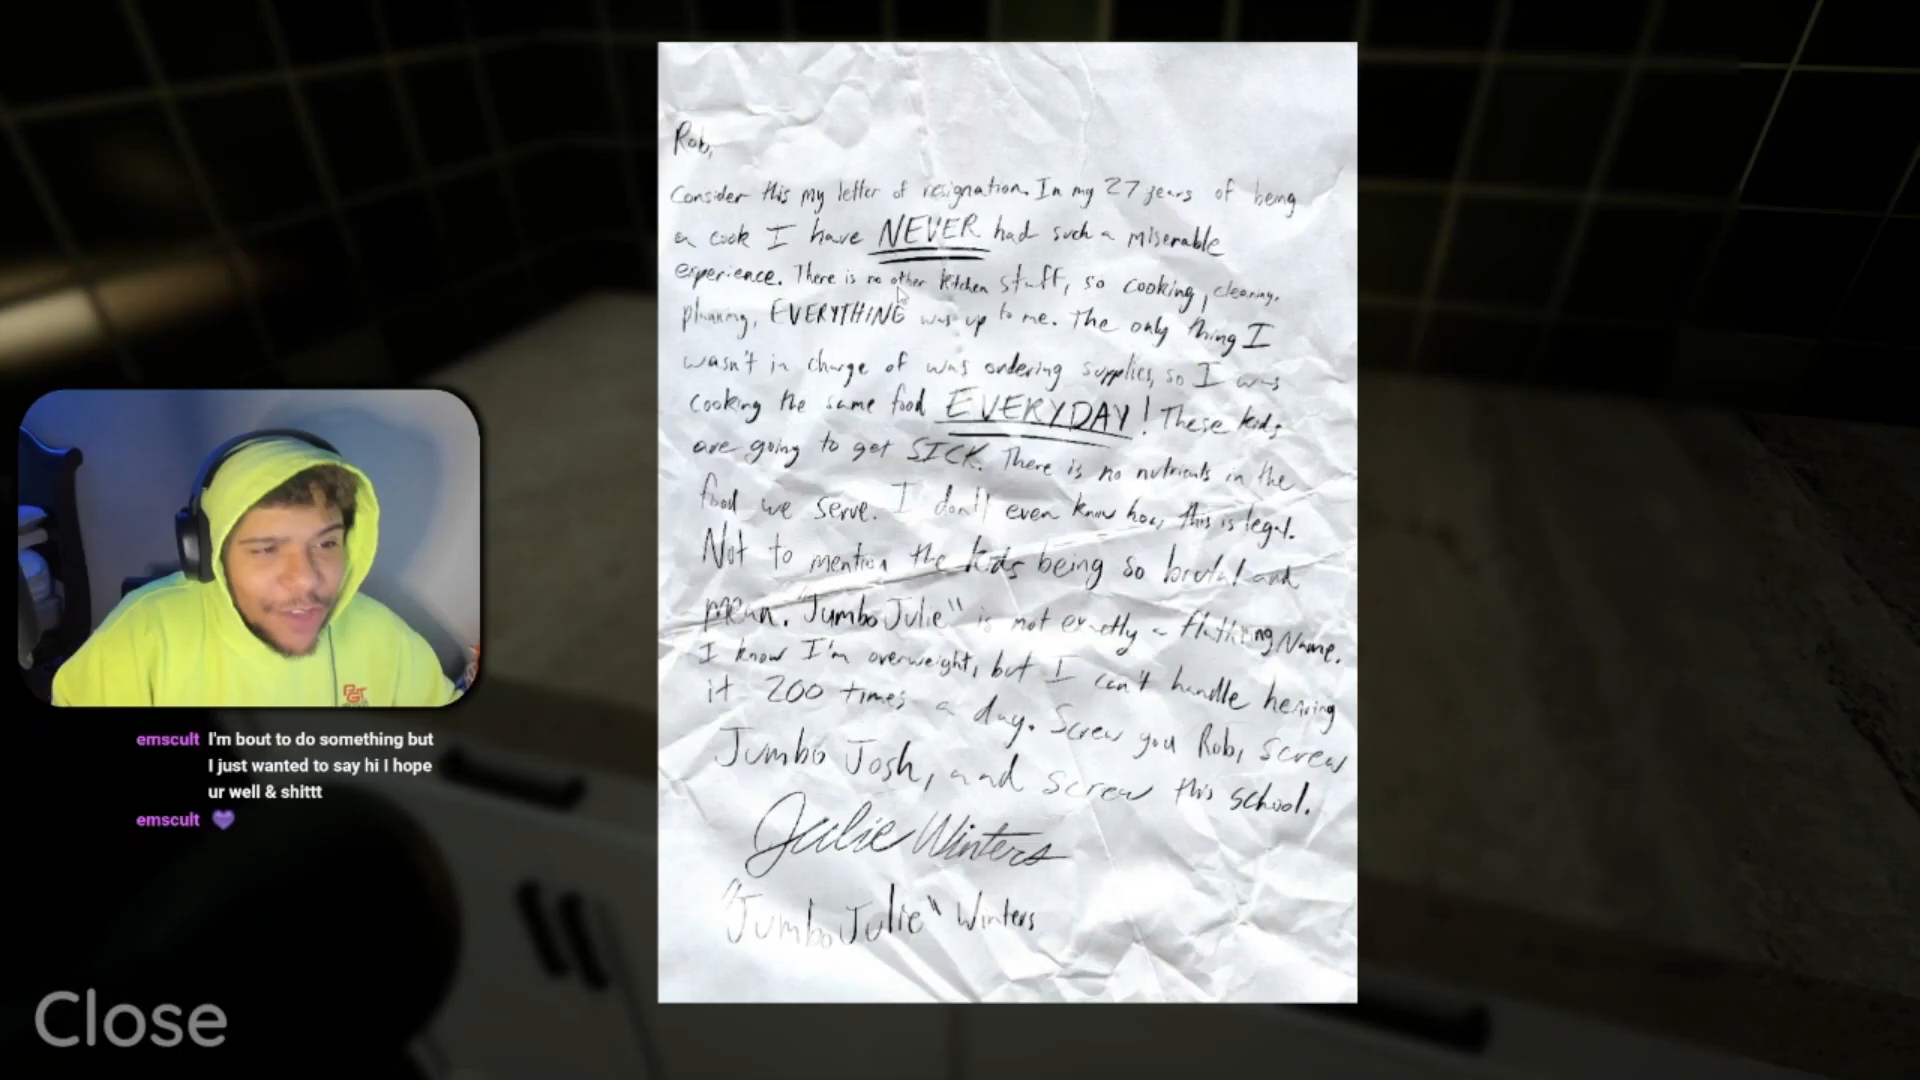 Rob,
Consider this my letter of resignation. In my 27 years of being
a cook I have NEVER had such a miserable
experience. There is no other kitchen staff, so cooking, cleaning,
planning, EVERYTHING was up to me. The only thing I
wasn't in charge of was ordering supplies, so I was
cooking the same food EVERYDAY! These kids
are going to get SICK. There is no nutrients in the
food we serve. I don't even know how this is legal.
Not to mention the kids being so brutal and
mean. "Jumbo Julie" is not exactly a flattering Name.
I know I'm overweight, but I can't handle hearing
it 200 times a day. Screw you Rob, screw
Jumbo Josh, and screw this school.
Julie Winters
"Jumbo Julie" Winters
emscult I'm bout to do something but
I just wanted to say hi I hope
ur well & shittt
emscult
Close